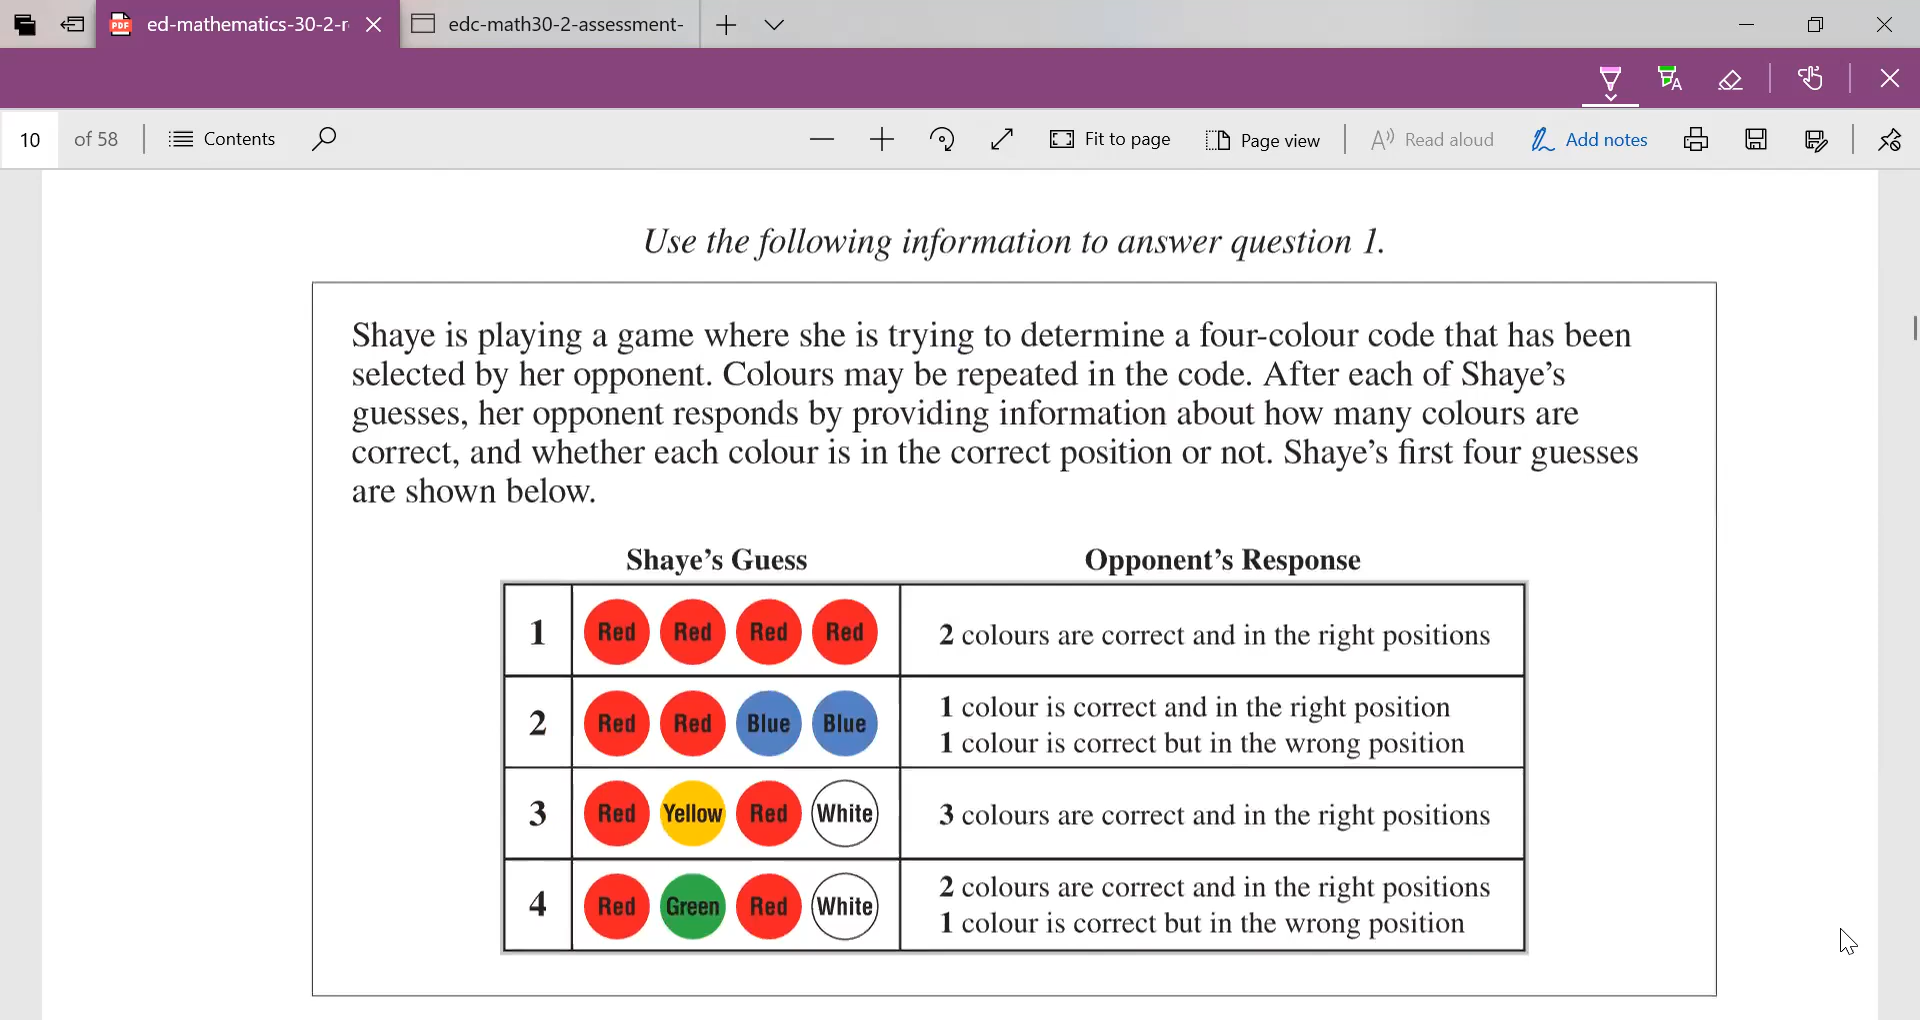 ed-mathematics-30-2-r
edc-math30-2-assessment-
10 of 58 Contents Fit to page Page view Read aloud Add notes
Use the following information to answer question 1.
Shaye is playing a game where she is trying to determine a four-colour code that has been
selected by her opponent. Colours may be repeated in the code. After each of Shaye’s
guesses, her opponent responds by providing information about how many colours are
correct, and whether each colour is in the correct position or not. Shaye’s first four guesses
are shown below.
Shaye’s Guess Opponent’s Response
1 Red Red Red Red 2 colours are correct and in the right positions
2 Red Red Blue Blue 1 colour is correct and in the right position
1 colour is correct but in the wrong position
3 Red Yellow Red White 3 colours are correct and in the right positions
4 Red Green Red White 2 colours are correct and in the right positions
1 colour is correct but in the wrong position